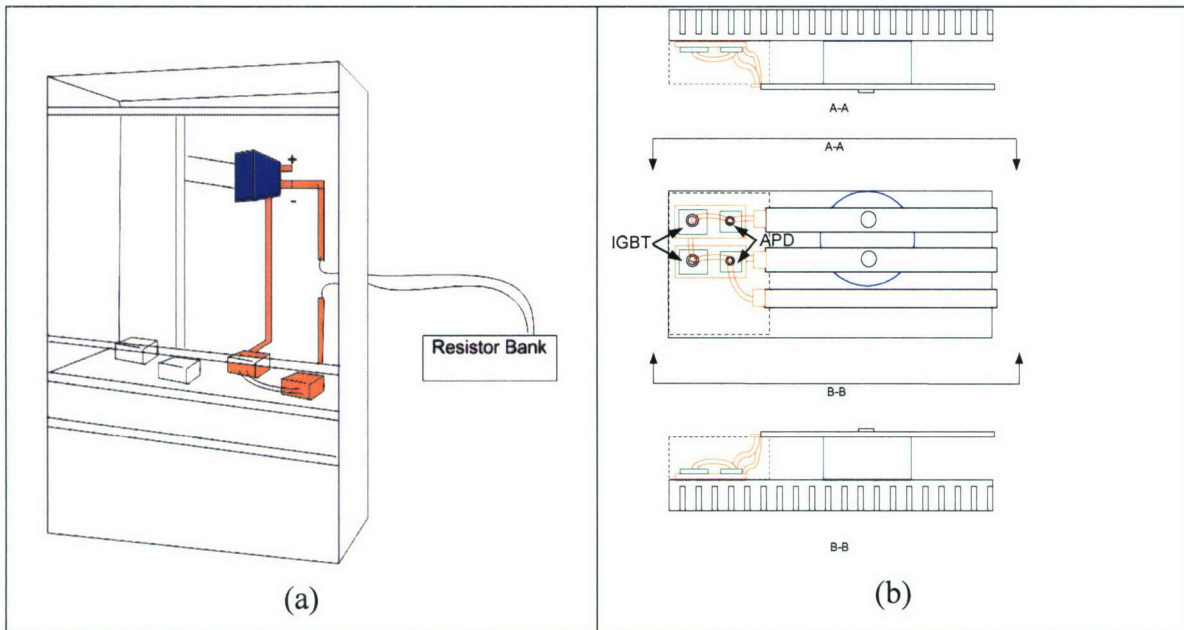 +
-
Resistor Bank
(a)
A-A
A-A
IGBT
APD
B-B
B-B
(b)